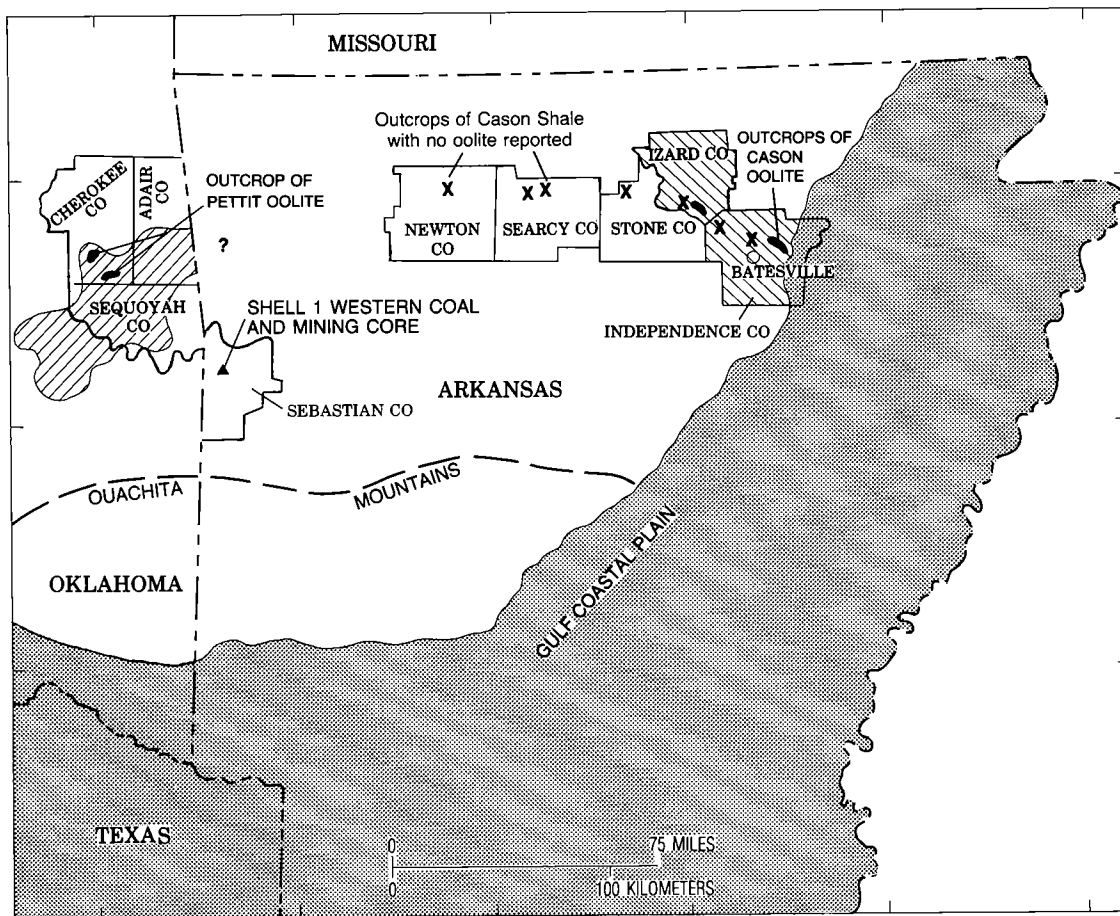 MISSOURI
Outcrops of Cason Shale
with no oolite reported
OUTCROPS OF
CASON
OOLITE
IZARD CO
CHEROKEE
CO
ADAIR
CO
OUTCROP OF
PETTIT OOLITE
X
X
X
X
X
X
X
NEWTON
CO
SEARCY CO
STONE CO
?
BATESVILLE
SEQUOYAH
CO
SHELL 1 WESTERN COAL
AND MINING CORE
INDEPENDENCE CO
ARKANSAS
SEBASTIAN CO
OUACHITA
MOUNTAINS
OKLAHOMA
GULF COASTAL PLAIN
TEXAS
0
75 MILES
0
100 KILOMETERS